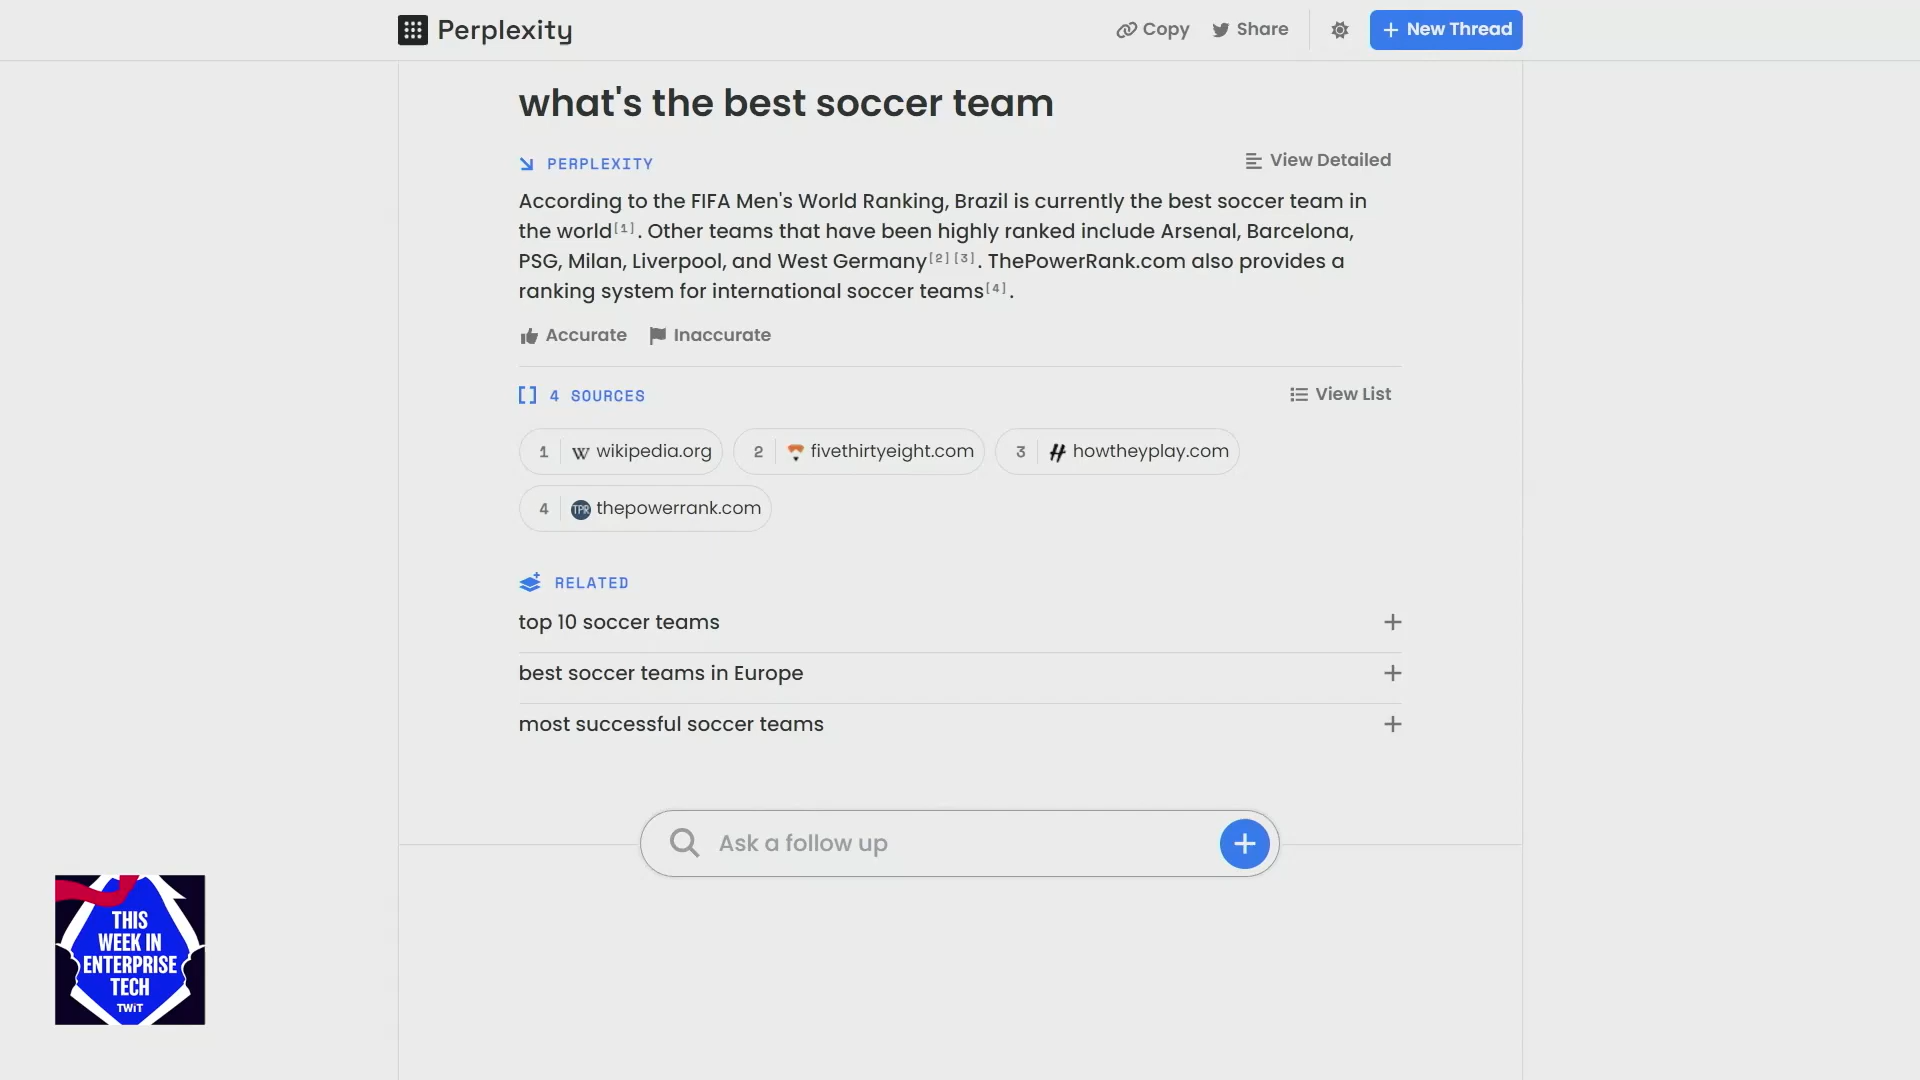 Perplexity
Copy
Share
New Thread
what's the best soccer team
PERPLEXITY
View Detailed
According to the FIFA Men's World Ranking, Brazil is currently the best soccer team in
the world[1]. Other teams that have been highly ranked include Arsenal, Barcelona,
PSG, Milan, Liverpool, and West Germany[2][3]. ThePowerRank.com also provides a
ranking system for international soccer teams[4].
Accurate
Inaccurate
4 SOURCES
View List
1 W wikipedia.org
2 fivethirtyeight.com
3 howtheyplay.com
4 TPR thepowerrank.com
RELATED
top 10 soccer teams
best soccer teams in Europe
most successful soccer teams
Ask a follow up
THIS
WEEK IN
ENTERPRISE
TECH
TWiT